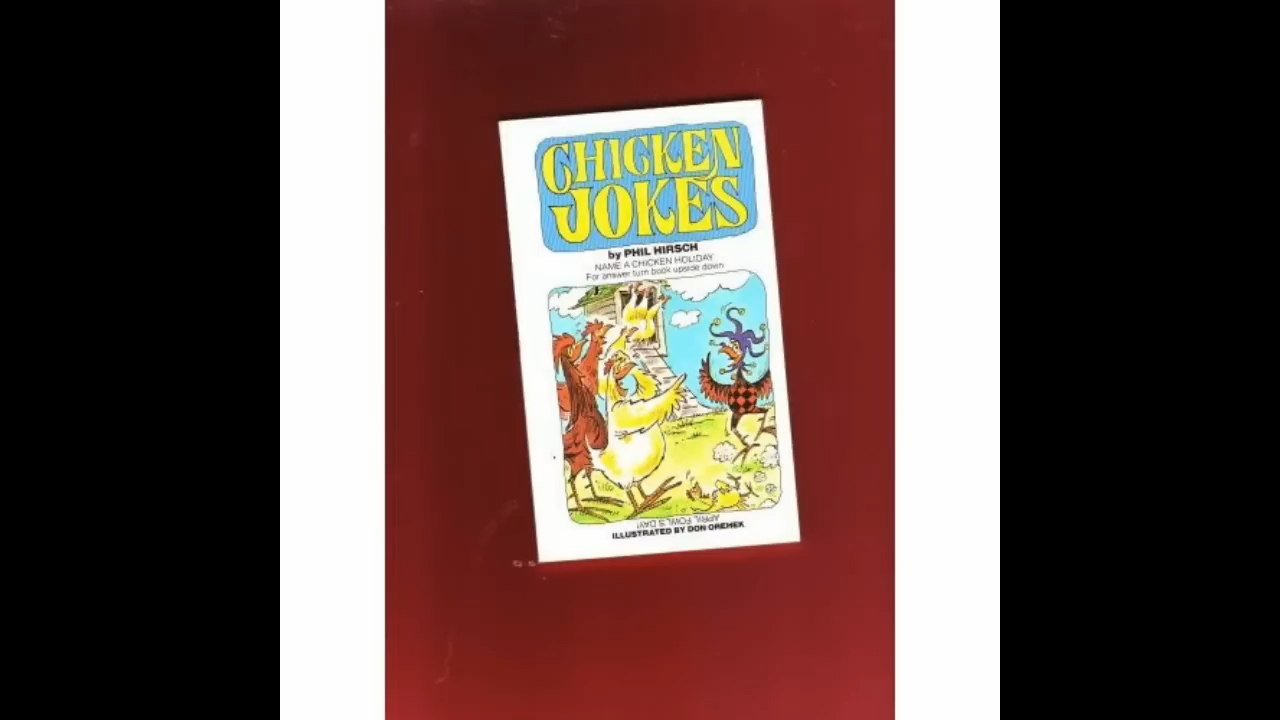 CHICKEN
JOKES
by PHIL HIRSCH
NAME A CHICKEN HOLIDAY
For answer turn book upside down
APRIL FOWL'S DAY!
ILLUSTRATED BY DON OREHEK